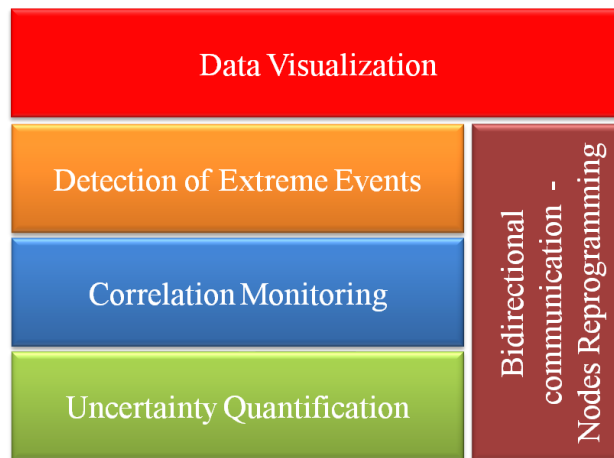 Data Visualization
Detection of Extreme Events
Correlation Monitoring
Uncertainty Quantification
Bidirectional
communication -
Nodes Reprogramming